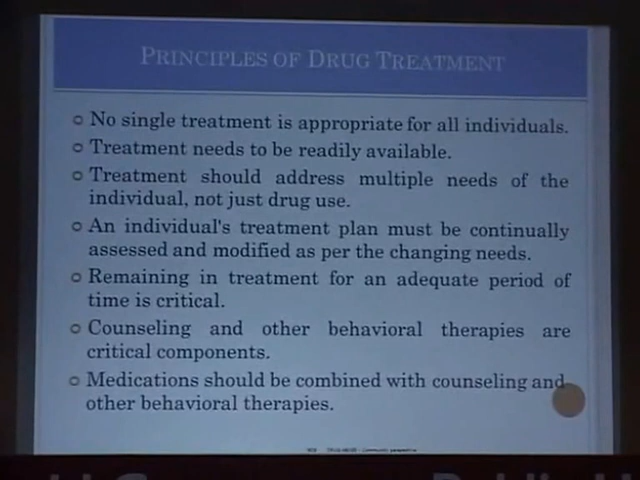 PRINCIPLES OF DRUG TREATMENT
No single treatment is appropriate for all individuals.
Treatment needs to be readily available.
Treatment should address multiple needs of the
individual, not just drug use.
An individual's treatment plan must be continually
assessed and modified as per the changing needs.
Remaining in treatment for an adequate period of
time is critical.
Counseling and other behavioral therapies are
critical components.
Medications should be combined with counseling and
other behavioral therapies.